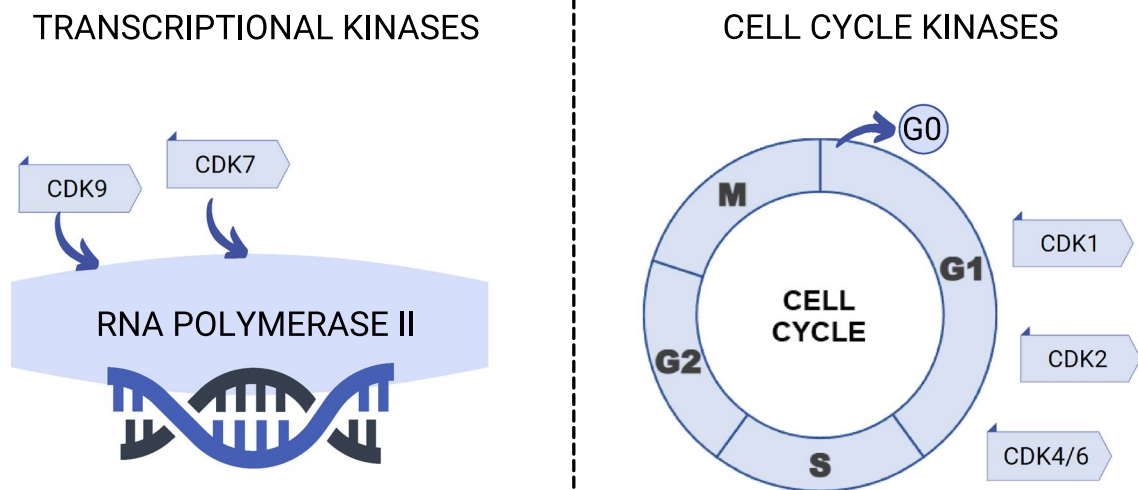 TRANSCRIPTIONAL KINASES
CDK9
CDK7
RNA POLYMERASE II
CELL CYCLE KINASES
G0
M
G1
CELL
CYCLE
G2
S
CDK1
CDK2
CDK4/6